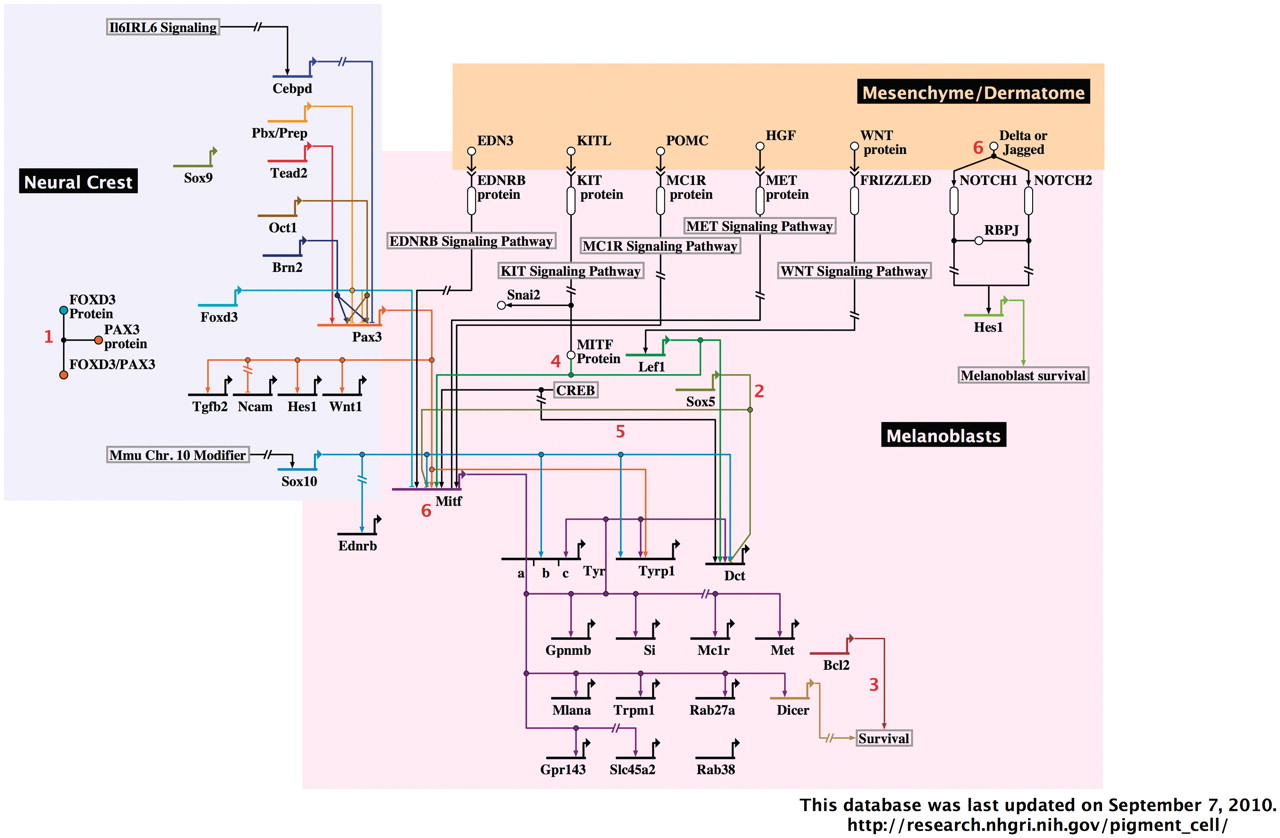 Il6IRL6 Signaling
Cebpd
Pbx/Prep
Sox9
Tead2
Neural Crest
Oct1
Brn2
FOXD3
Protein
1
PAX3
protein
FOXD3/PAX3
Foxd3
Pax3
Tgfb2
Ncam
Hes1
Wnt1
Mmu Chr. 10 Modifier
Sox10
Ednrb
Mesenchyme/Dermatome
EDN3
KITL
POMC
HGF
WNT
protein
6
Delta or
Jagged
EDNRB
protein
KIT
protein
MC1R
protein
MET
protein
FRIZZLED
NOTCH1
NOTCH2
EDNRB Signaling Pathway
KIT Signaling Pathway
MC1R Signaling Pathway
MET Signaling Pathway
WNT Signaling Pathway
RBPJ
Snai2
Hes1
4
MITF
Protein
Lef1
Melanoblast survival
CREB
Sox5
2
5
Melanoblasts
Mitf
6
a
b
c
Tyr
Tyrp1
Dct
Gpnmb
Si
Mc1r
Met
Bcl2
3
Mlana
Trpm1
Rab27a
Dicer
Survival
Gpr143
Slc45a2
Rab38
This database was last updated on September 7, 2010.
http://research.nhgri.nih.gov/pigment_cell/